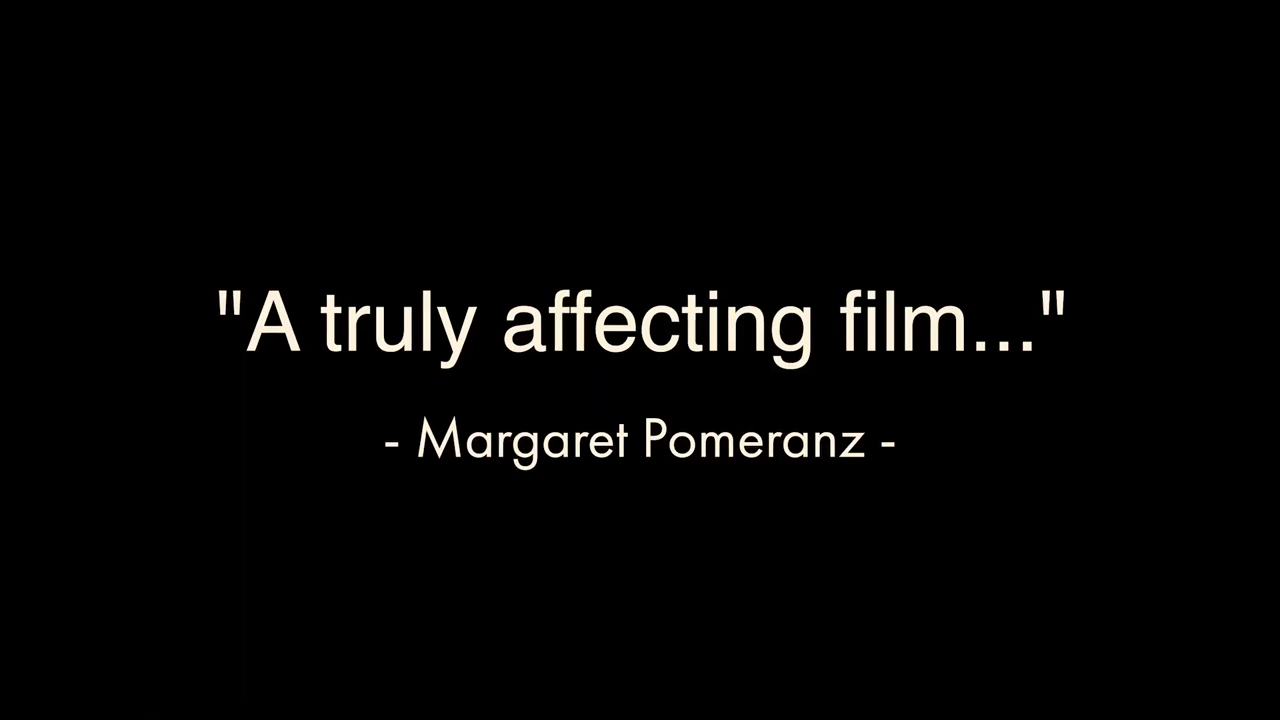 "A truly affecting film..."
- Margaret Pomeranz -